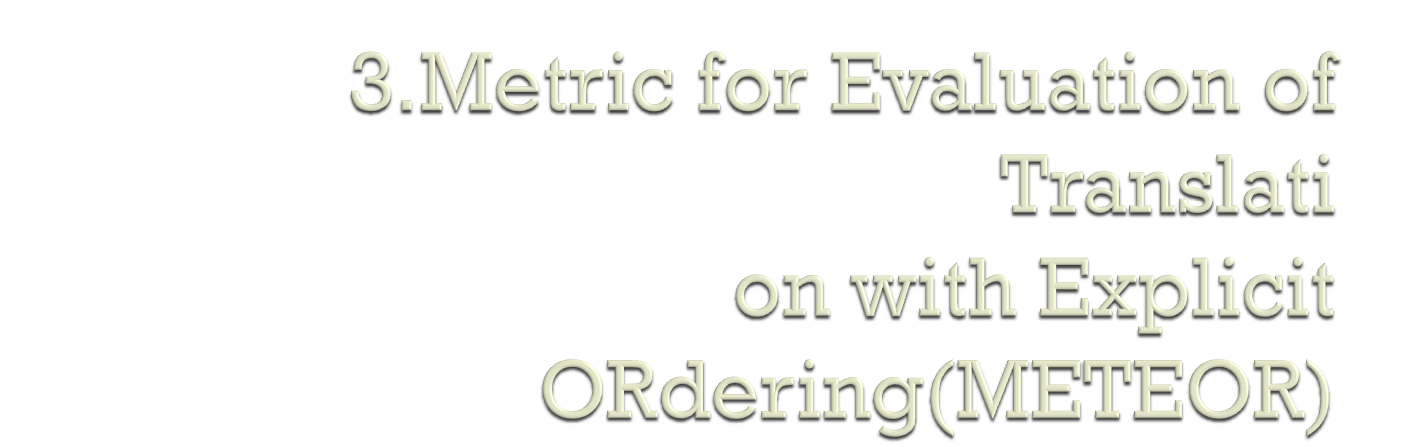 3.Metric for Evaluation of
Translati
on with Explicit
ORdering(METEOR)